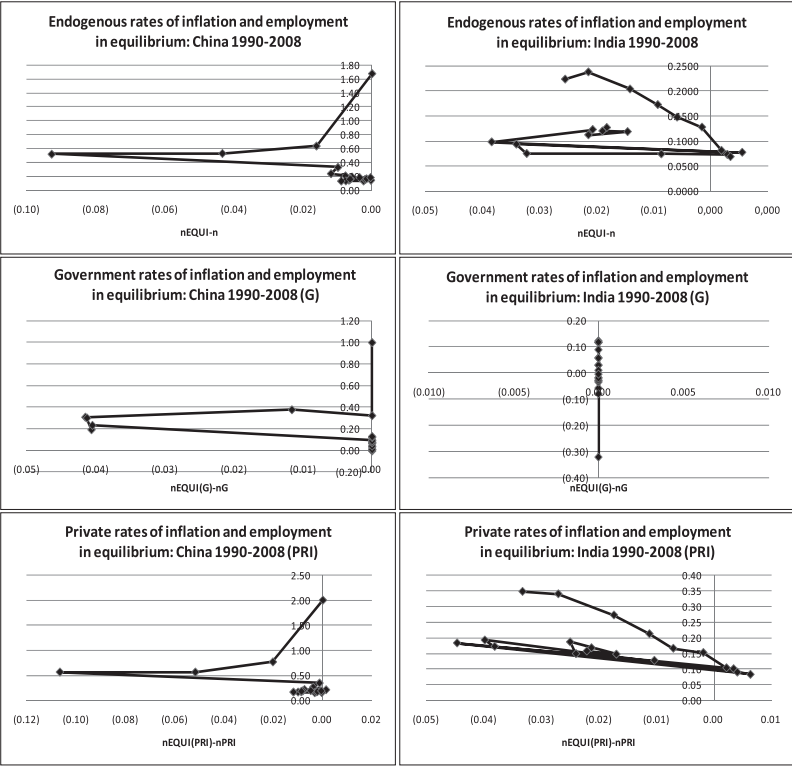 Endogenous rates of inflation and employment
in equilibrium: China 1990-2008
1.80
1.60
1.40
1.20
1.00
0.80
0.60
0.40
0.20
0.00
(0.10) (0.08) (0.06) (0.04) (0.02) 0.00
nEQUI-n
Endogenous rates of inflation and employment
in equilibrium: India 1990-2008
0.2500
0.2000
0.1500
0.1000
0.0500
0.0000
(0.05) (0.04) (0.03) (0.02) (0.01) 0,000 0,000
nEQUI-n
Government rates of inflation and employment
in equilibrium: China 1990-2008 (G)
1.20
1.00
0.80
0.60
0.40
0.20
0.00
(0.20)
(0.05) (0.04) (0.03) (0.02) (0.01) 0.00
nEQUI(G)-nG
Government rates of inflation and employment
in equilibrium: India 1990-2008 (G)
0.20
0.10
0.00
(0.010) (0.005) 0.000 0.005 0.010
(0.10)
(0.20)
(0.30)
(0.40)
nEQUI(G)-nG
Private rates of inflation and employment
in equilibrium: China 1990-2008 (PRI)
2.50
2.00
1.50
1.00
0.50
0.00
(0.12) (0.10) (0.08) (0.06) (0.04) (0.02) 0.00 0.02
nEQUI(PRI)-nPRI
Private rates of inflation and employment
in equilibrium: India 1990-2008 (PRI)
0.40
0.35
0.30
0.25
0.20
0.15
0.10
0.05
0.00
(0.05) (0.04) (0.03) (0.02) (0.01) 0.00 0.01
nEQUI(PRI)-nPRI